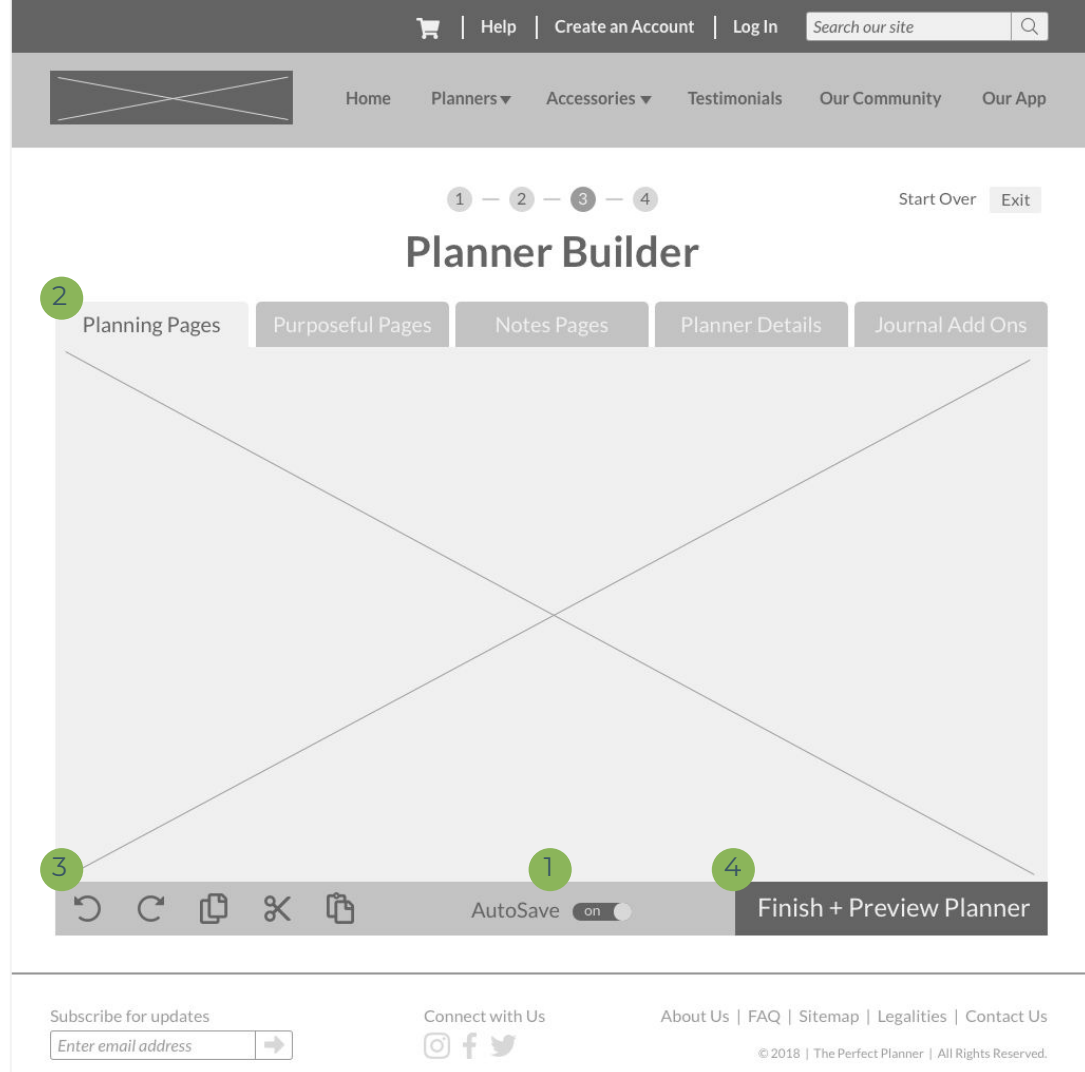 Help | Create an Account | Log In Search our site
Home Planners Accessories Testimonials Our Community Our App
1 — 2 — 3 — 4
Start Over Exit
Planner Builder
2
Planning Pages Purposeful Pages Notes Pages Planner Details Journal Add Ons
3 1 4
AutoSave on Finish + Preview Planner
Subscribe for updates
Enter email address
Connect with Us
About Us | FAQ | Sitemap | Legalities | Contact Us
© 2018 | The Perfect Planner | All Rights Reserved.